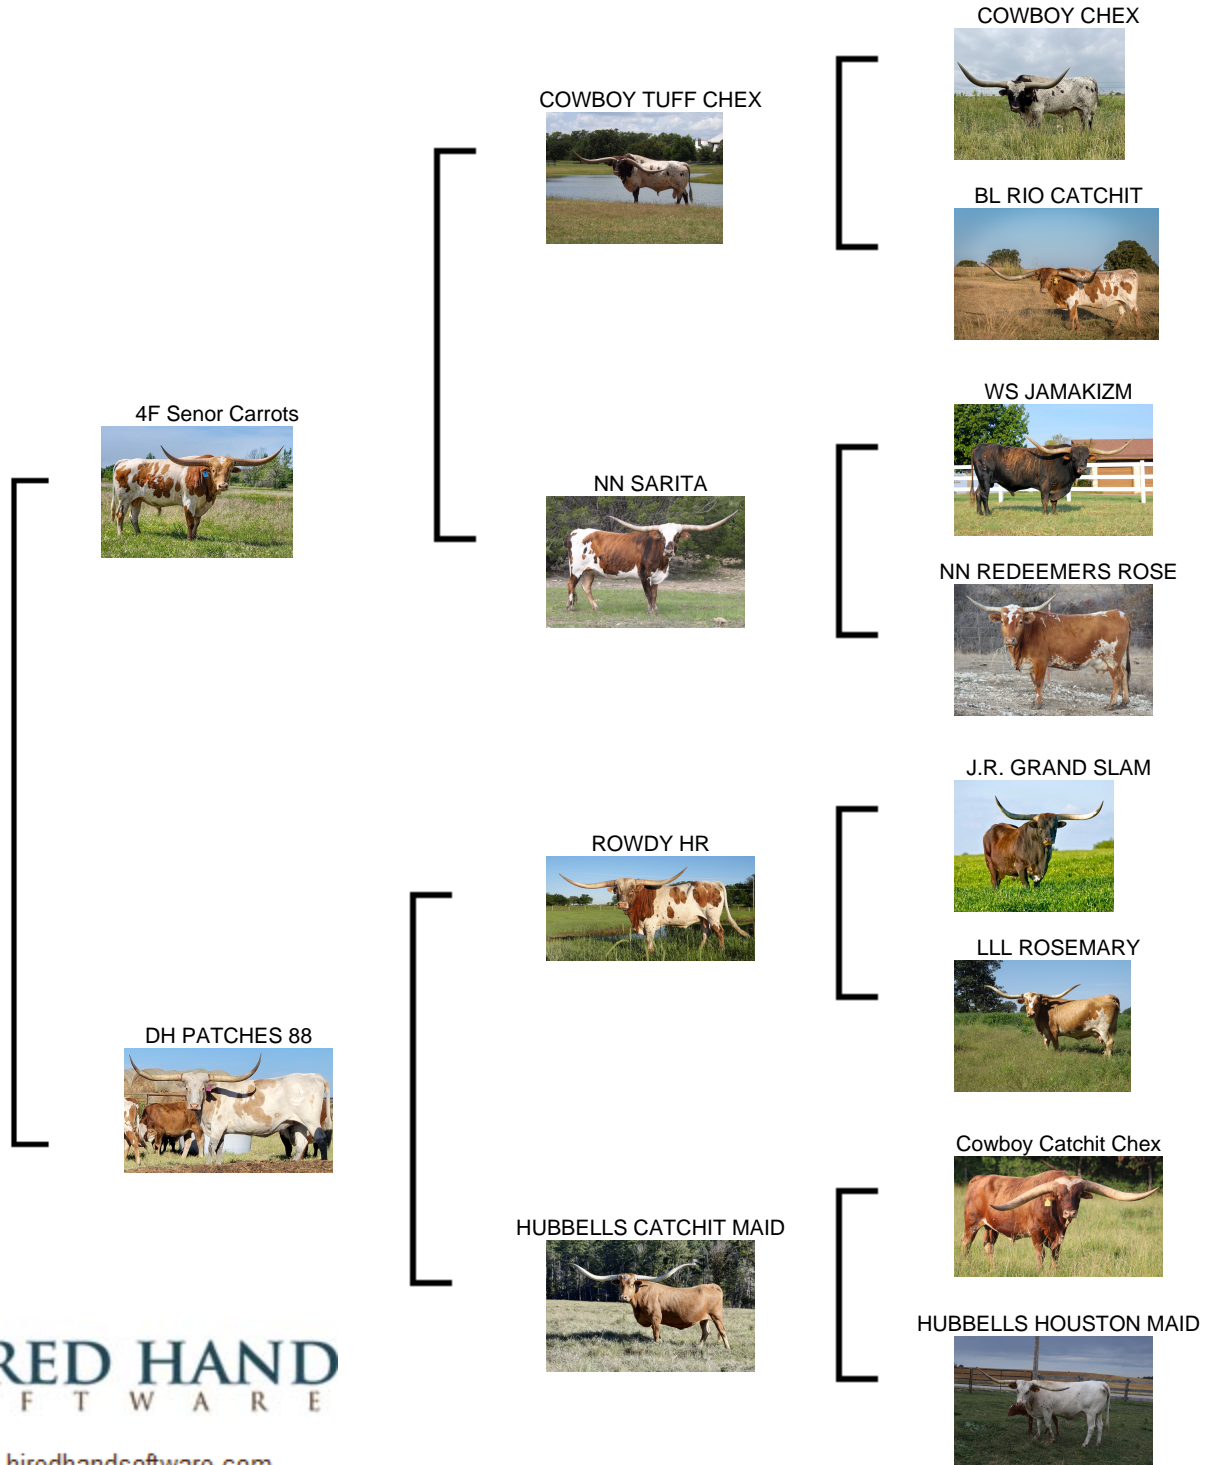 COWBOY CHEX
COWBOY TUFF CHEX
BL RIO CATCHIT
4F Senor Carrots
WS JAMAKIZM
NN SARITA
NN REDEEMERS ROSE
J.R. GRAND SLAM
ROWDY HR
LLL ROSEMARY
DH PATCHES 88
Cowboy Catchit Chex
HUBBELLS CATCHIT MAID
HUBBELLS HOUSTON MAID
RED HAND
F T W A R E
hiredhandsoftware.com